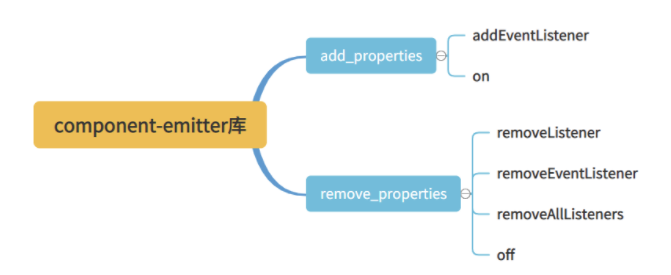 component-emitter库
add_properties
addEventListener
on
remove_properties
removeListener
removeEventListener
removeAllListeners
off